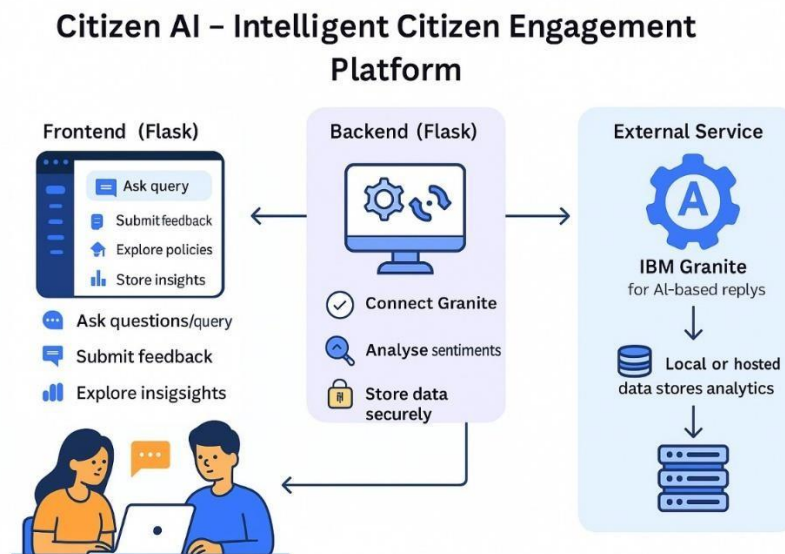 Citizen AI – Intelligent Citizen Engagement
Platform
Frontend (Flask)
Ask query
Submit feedback
Explore policies
Store insights
Ask questions/query
Submit feedback
Explore insigsights
Backend (Flask)
Connect Granite
Analyse sentiments
Store data
securely
External Service
A
IBM Granite
for AI-based replys
Local or hosted
data stores analytics